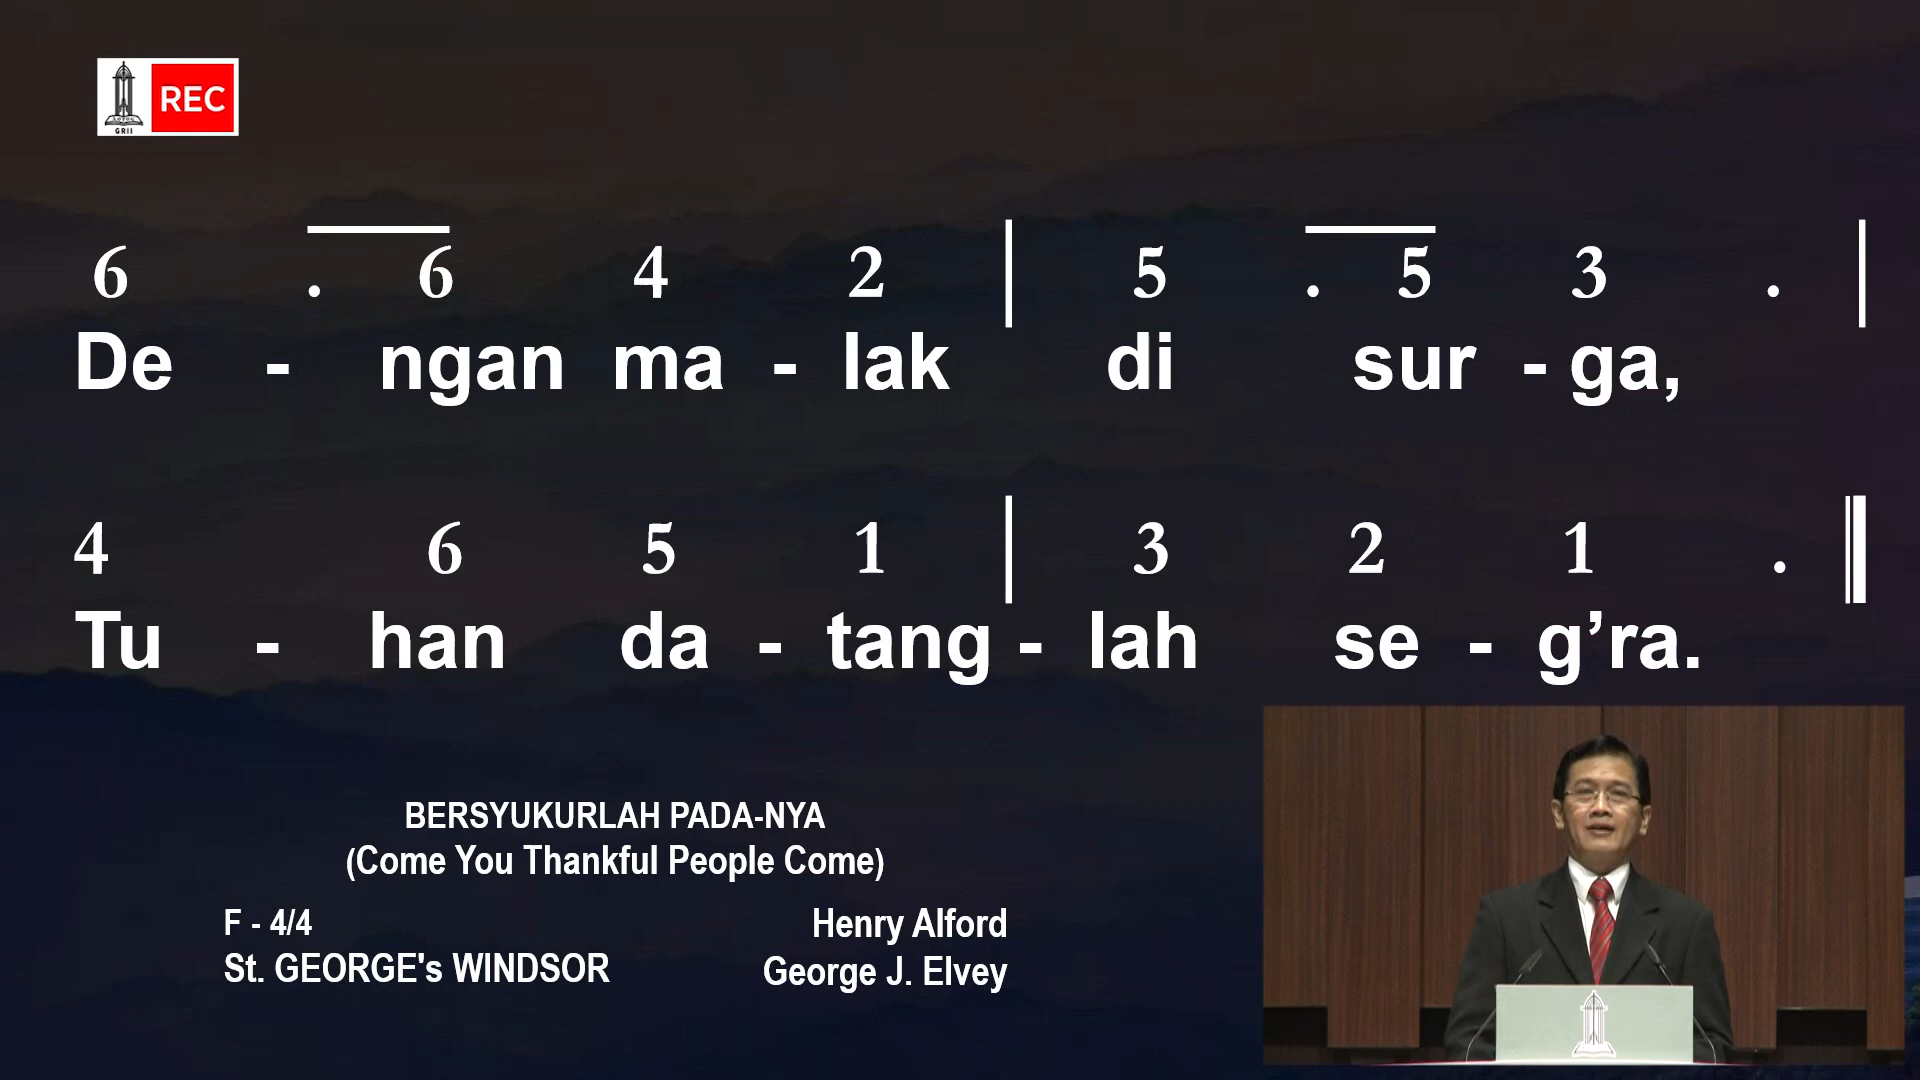 REC
GRII
6 . 6 4 2 | 5 . 5 3 . |
De - ngan ma - lak di sur - ga,
4 6 5 1 | 3 2 1 . ||
Tu - han da - tang - lah se - g’ra.
BERSYUKURLAH PADA-NYA
(Come You Thankful People Come)
F - 4/4
Henry Alford
St. GEORGE's WINDSOR
George J. Elvey